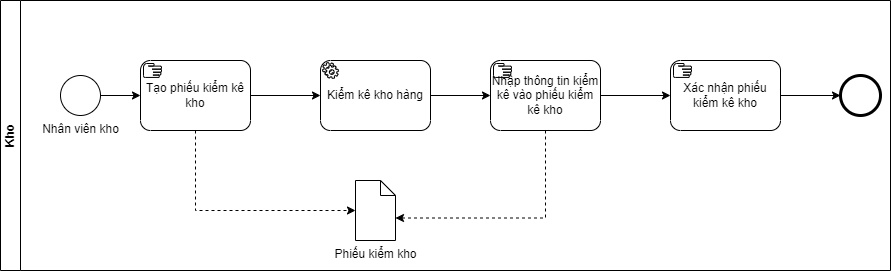 Kho
Nhân viên kho
Tạo phiếu kiểm kê
kho
Kiểm kê kho hàng
Nhập thông tin kiểm
kê vào phiếu kiểm
kê kho
Xác nhận phiếu
kiểm kê kho
Phiếu kiểm kho